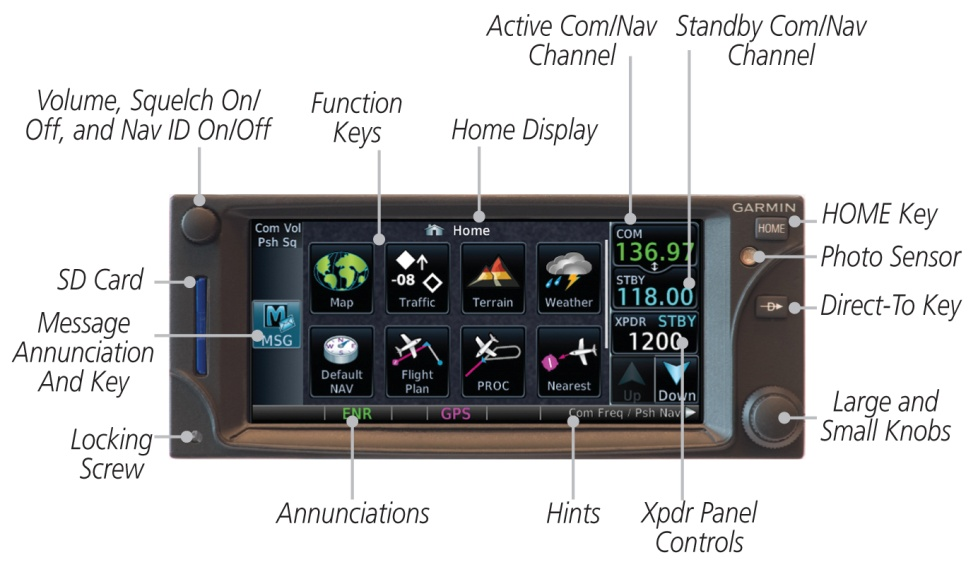 Active Com/Nav
Channel
Standby Com/Nav
Channel
Volume, Squelch On/
Off, and Nav ID On/Off
Function
Keys
Home Display
GARMIN
HOME
HOME Key
Photo Sensor
Direct-To Key
SD Card
Message
Annunciation
And Key
Com Vol
Psh Sq
Home
COM
136.97
STBY
118.00
XPDR STBY
1200
MSG
Map
Traffic
-08
Terrain
Weather
Default
NAV
Flight
Plan
PROC
Nearest
Up
Down
ENR
GPS
Com Freq / Psh Nav
D
Large and
Small Knobs
Locking
Screw
Annunciations
Hints
Xpdr Panel
Controls